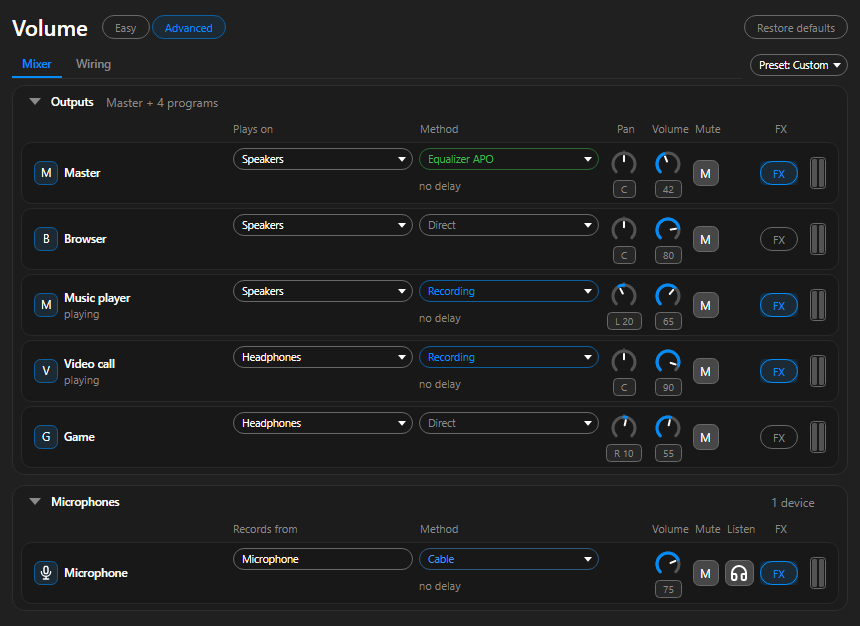 Volume Easy Advanced Restore defaults
Mixer Wiring Preset: Custom
Outputs Master + 4 programs
Plays on Method Pan Volume Mute FX
M Master Speakers Equalizer APO M FX
no delay C 42
B Browser Speakers Direct M FX
C 80
M Music player Speakers Recording M FX
playing no delay L 20 65
V Video call Headphones Recording M FX
playing no delay C 90
G Game Headphones Direct M FX
R 10 55
Microphones 1 device
Records from Method Volume Mute Listen FX
Microphone Microphone Cable M FX
no delay 75